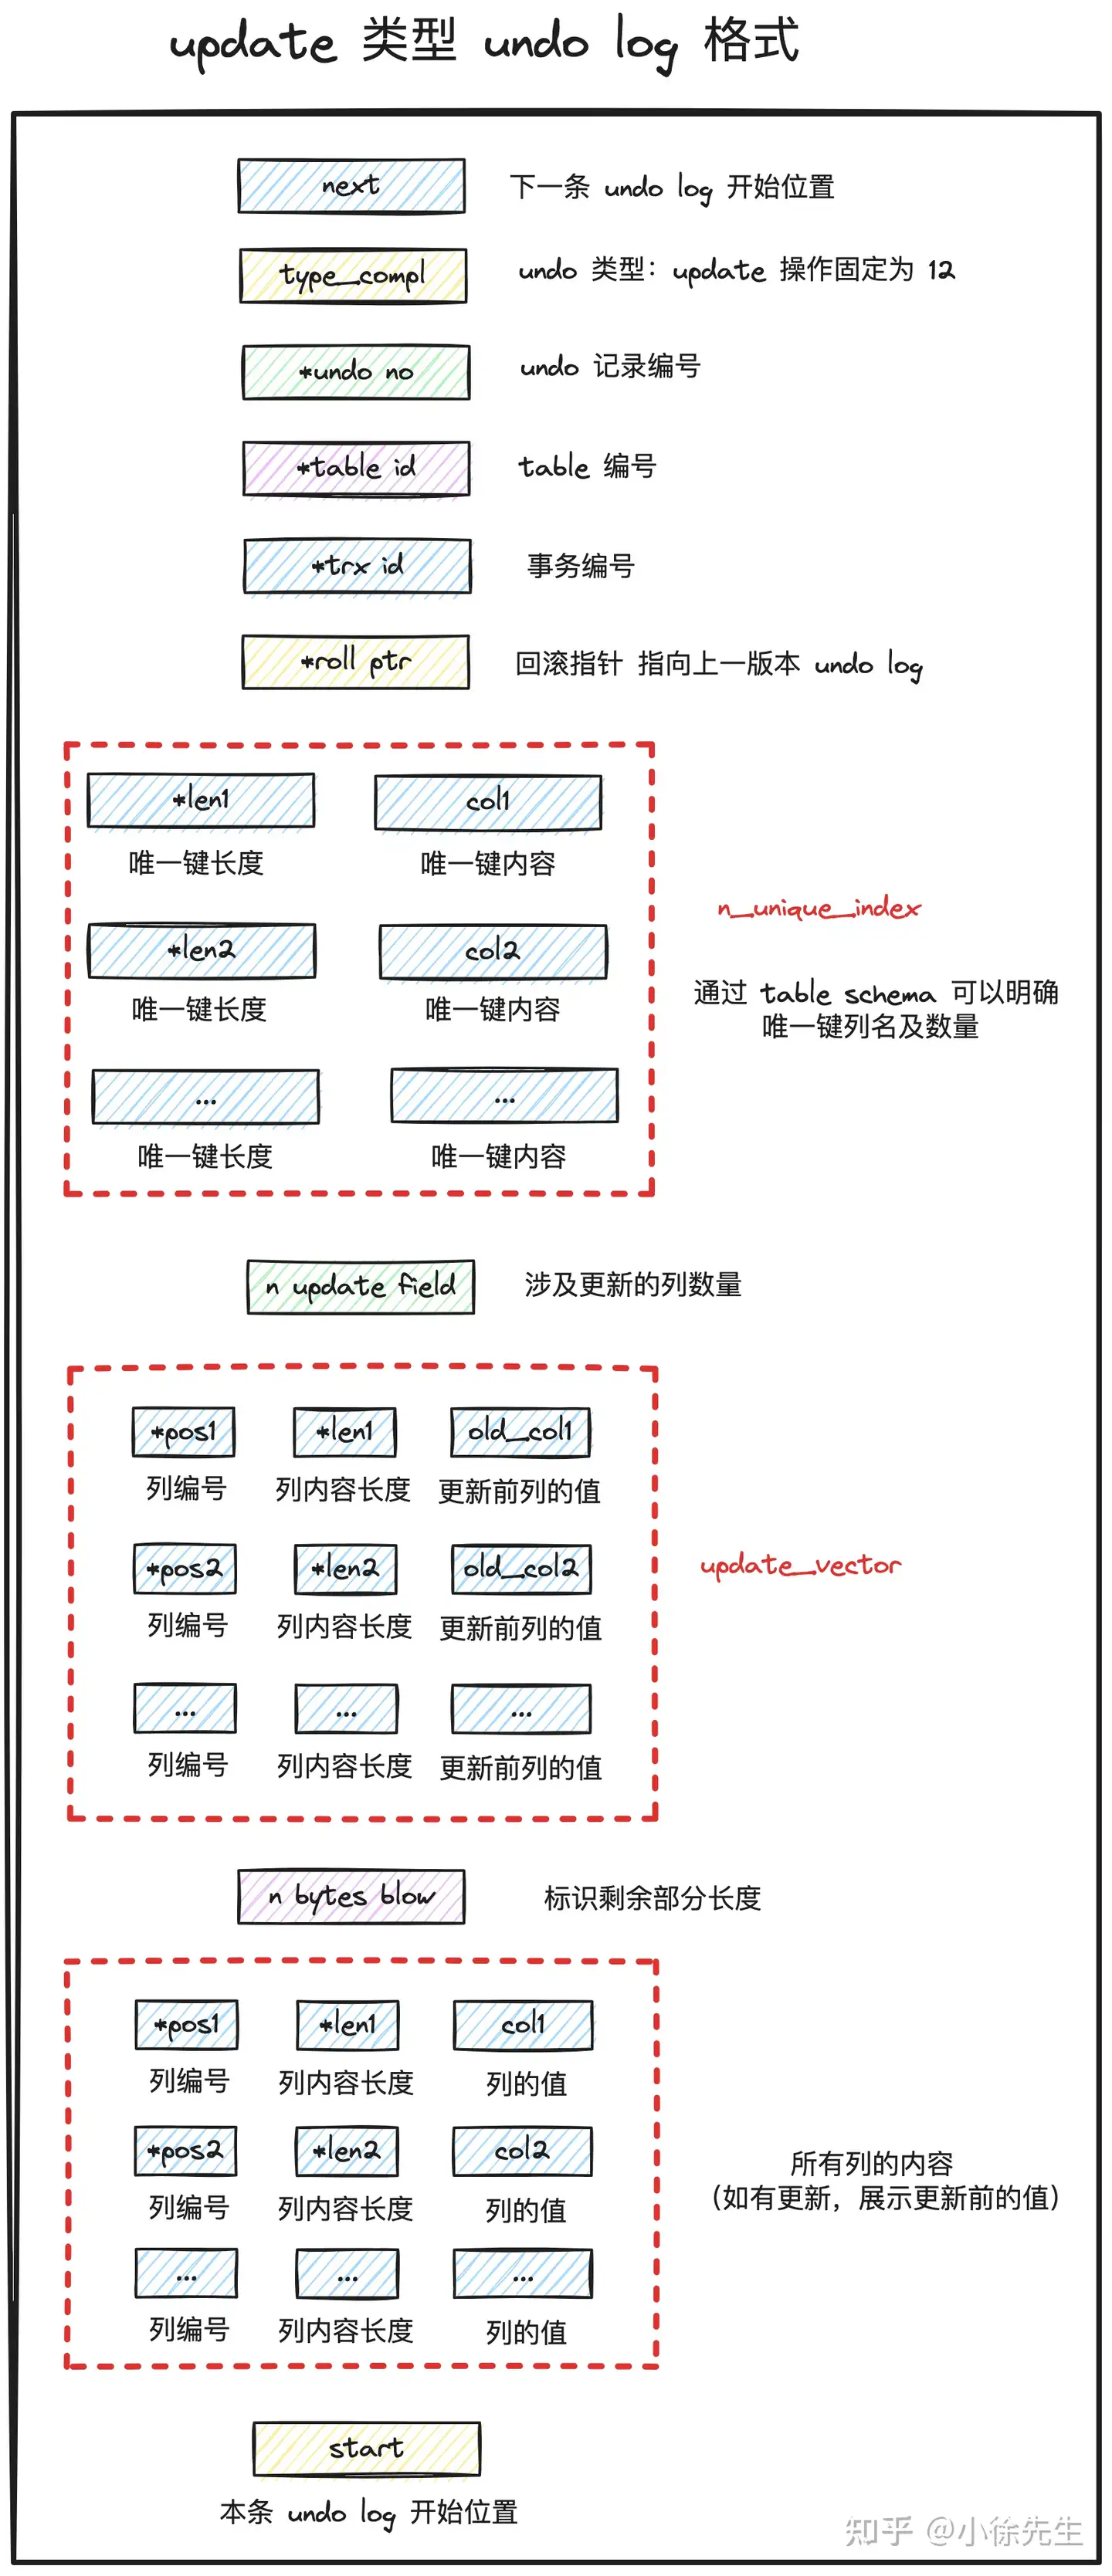 update 类型 undo log 格式
next 下一条 undo log 开始位置
type_compl undo 类型：update 操作固定为 12
*undo no undo 记录编号
*table id table 编号
*trx id 事务编号
*roll ptr 回滚指针 指向上一版本 undo log
*len1 col1
唯一键长度 唯一键内容
*len2 col2
唯一键长度 唯一键内容
... ...
唯一键长度 唯一键内容
n_unique_index
通过 table schema 可以明确
唯一键列名及数量
n update field 涉及更新的列数量
*pos1 *len1 old_col1
列编号 列内容长度 更新前列的值
*pos2 *len2 old_col2
列编号 列内容长度 更新前列的值
... ... ...
列编号 列内容长度 更新前列的值
update_vector
n bytes blow 标识剩余部分长度
*pos1 *len1 col1
列编号 列内容长度 列的值
*pos2 *len2 col2
列编号 列内容长度 列的值
... ... ...
列编号 列内容长度 列的值
所有列的内容
（如有更新，展示更新前的值）
start
本条 undo log 开始位置
知乎 @小徐先生